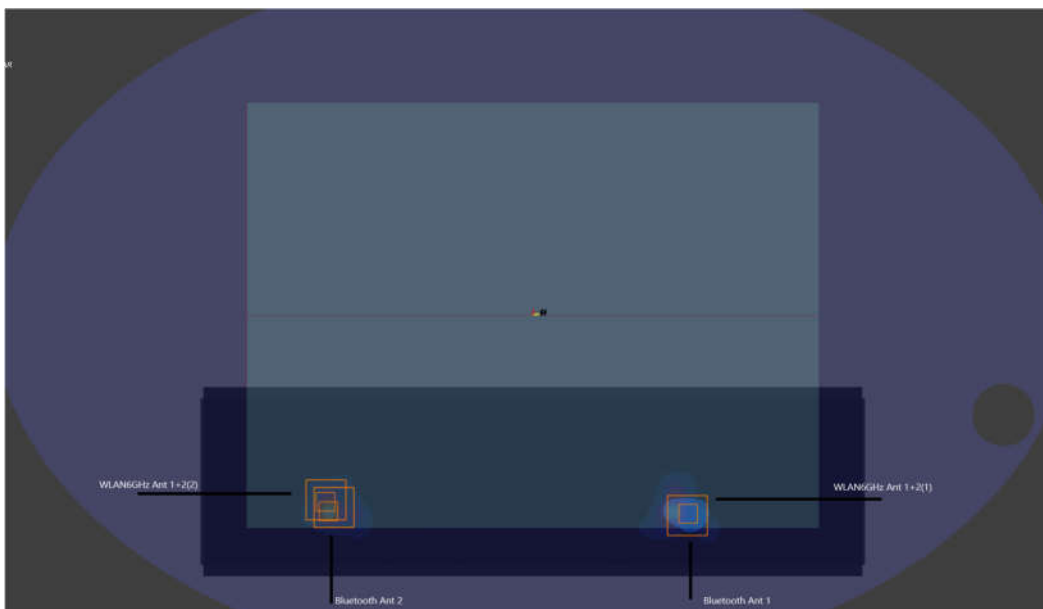 WLAN6GHz Ant 1+2(2)
WLAN6GHz Ant 1+2(1)
Bluetooth Ant 2
Bluetooth Ant 1